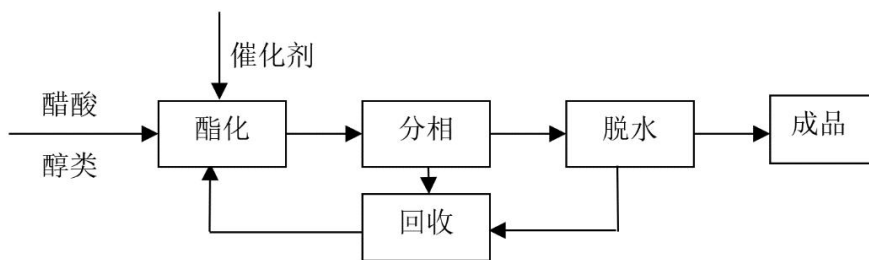 催化剂
醋酸
醇类
酯化
分相
脱水
成品
回收